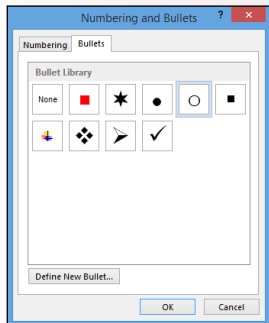 Numbering and Bullets
? ×
Numbering Bullets
Bullet Library
None
Define New Bullet...
OK Cancel